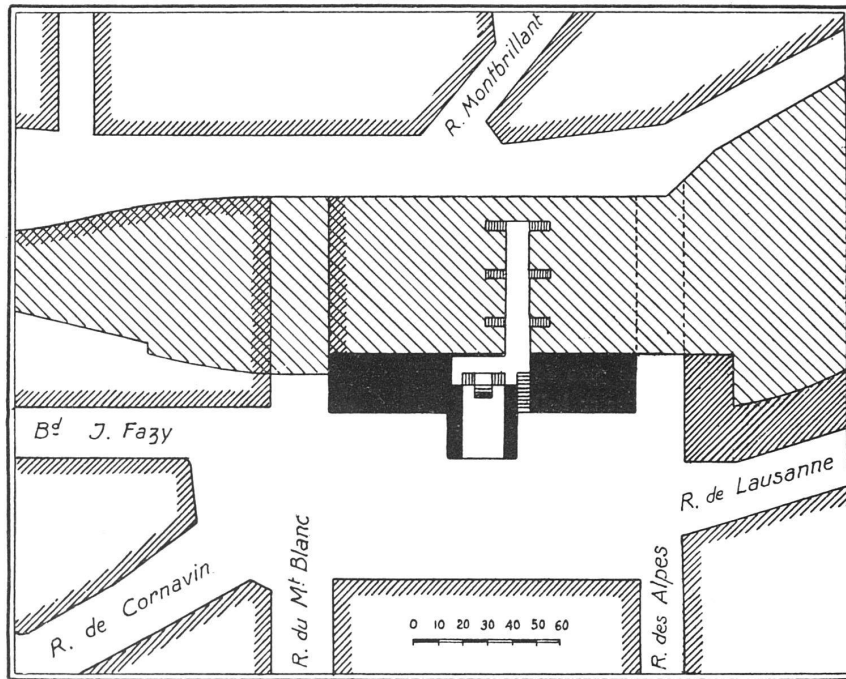 R. Montbrillant
Bd J. Fazy
R. de Lausanne
R. de Cornavin
R. du Mt Blanc
R. des Alpes
0 10 20 30 40 50 60